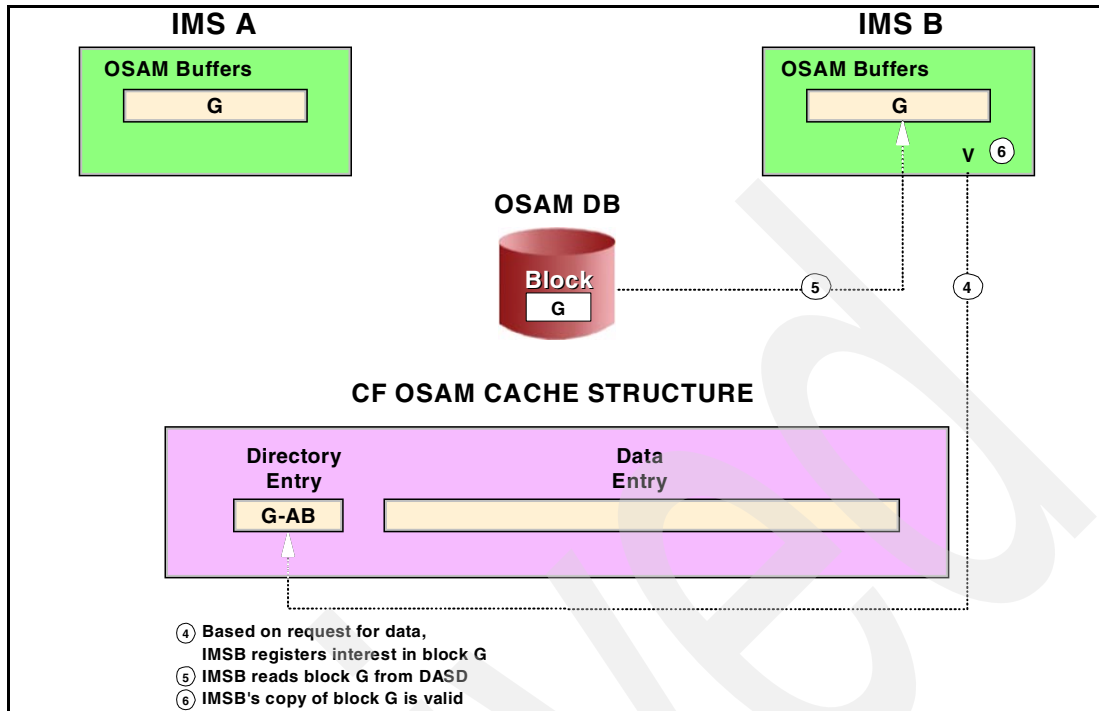 IMS A
IMS B
OSAM Buffers
G
OSAM Buffers
G
V 6
OSAM DB
Block
G
5
4
CF OSAM CACHE STRUCTURE
Directory
Entry
Data
Entry
G-AB
4 Based on request for data,
IMSB registers interest in block G
5 IMSB reads block G from DASD
6 IMSB's copy of block G is valid